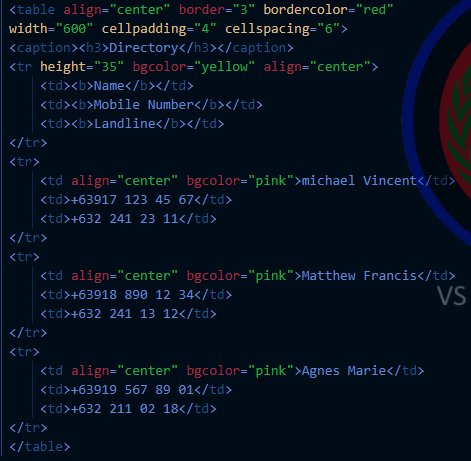 <table align="center" border="3" bordercolor="red"
width="600" cellpadding="4" cellspacing="6">
<caption><h3>Directory</h3></caption>
<tr height="35" bgcolor="yellow" align="center">
<td><b>Name</b></td>
<td><b>Mobile Number</b></td>
<td><b>Landline</b></td>
</tr>
<tr>
<td align="center" bgcolor="pink">michael Vincent</td>
<td>+63917 123 45 67</td>
<td>+632 241 23 11</td>
</tr>
<tr>
<td align="center" bgcolor="pink">Matthew Francis</td>
<td>+63918 890 12 34</td>
<td>+632 241 13 12</td>
</tr>
<tr>
<td align="center" bgcolor="pink">Agnes Marie</td>
<td>+63919 567 89 01</td>
<td>+632 211 02 18</td>
</tr>
</table>
VS